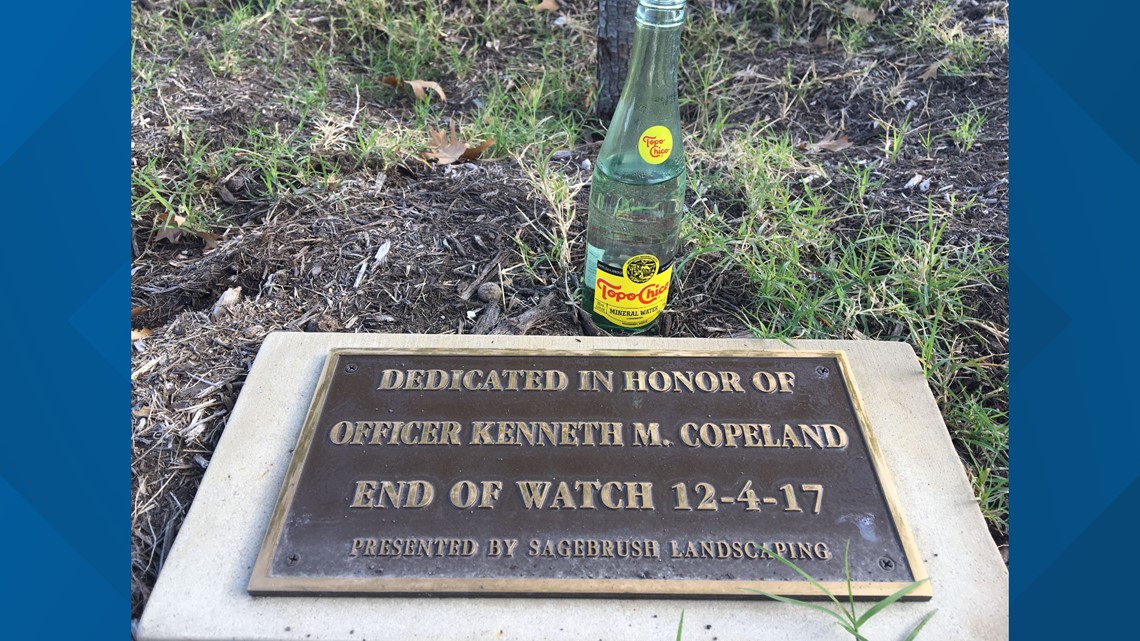 Topo
Chico
Topo Chico
MINERAL WATER
DEDICATED IN HONOR OF
OFFICER KENNETH M. COPELAND
END OF WATCH 12-4-17
PRESENTED BY SAGEBRUSH LANDSCAPING